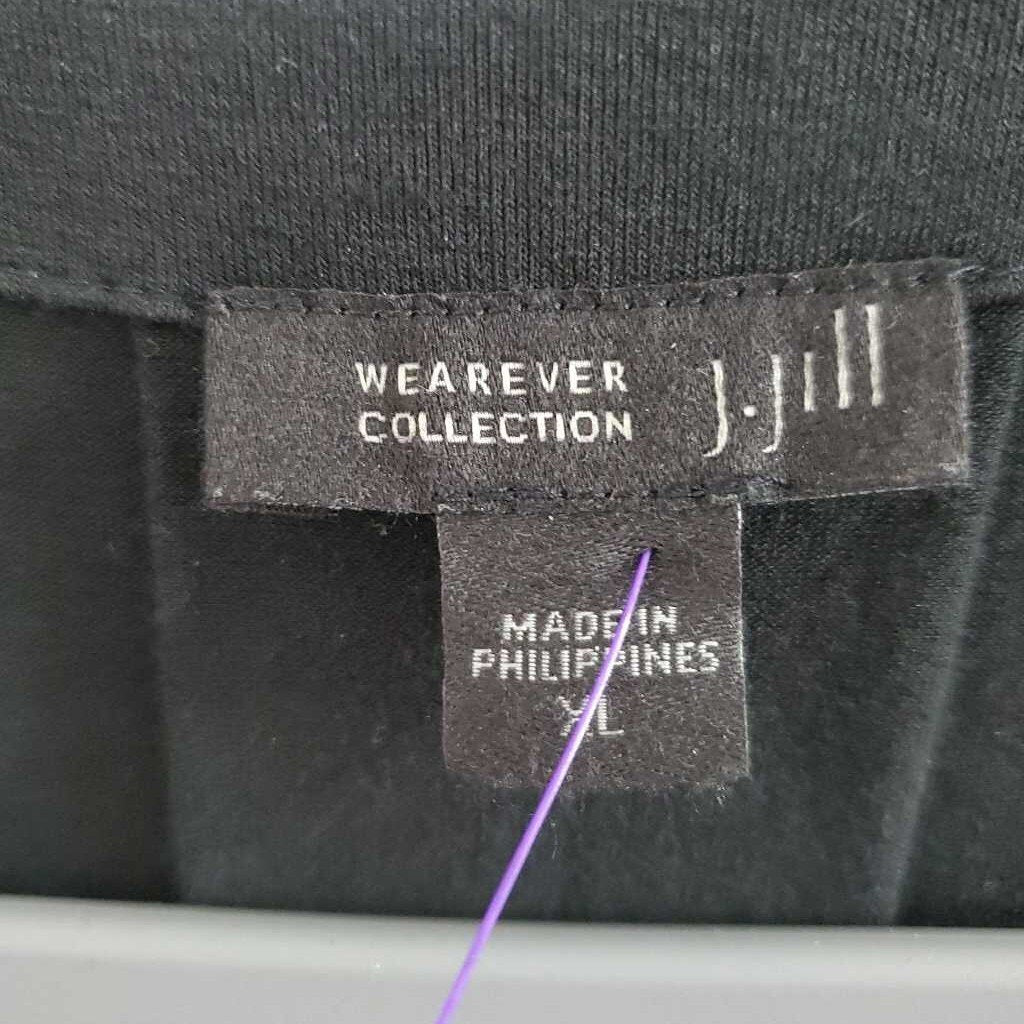 WEAREVER
COLLECTION
J.Jill
MADE IN
PHILIPPINES
XL